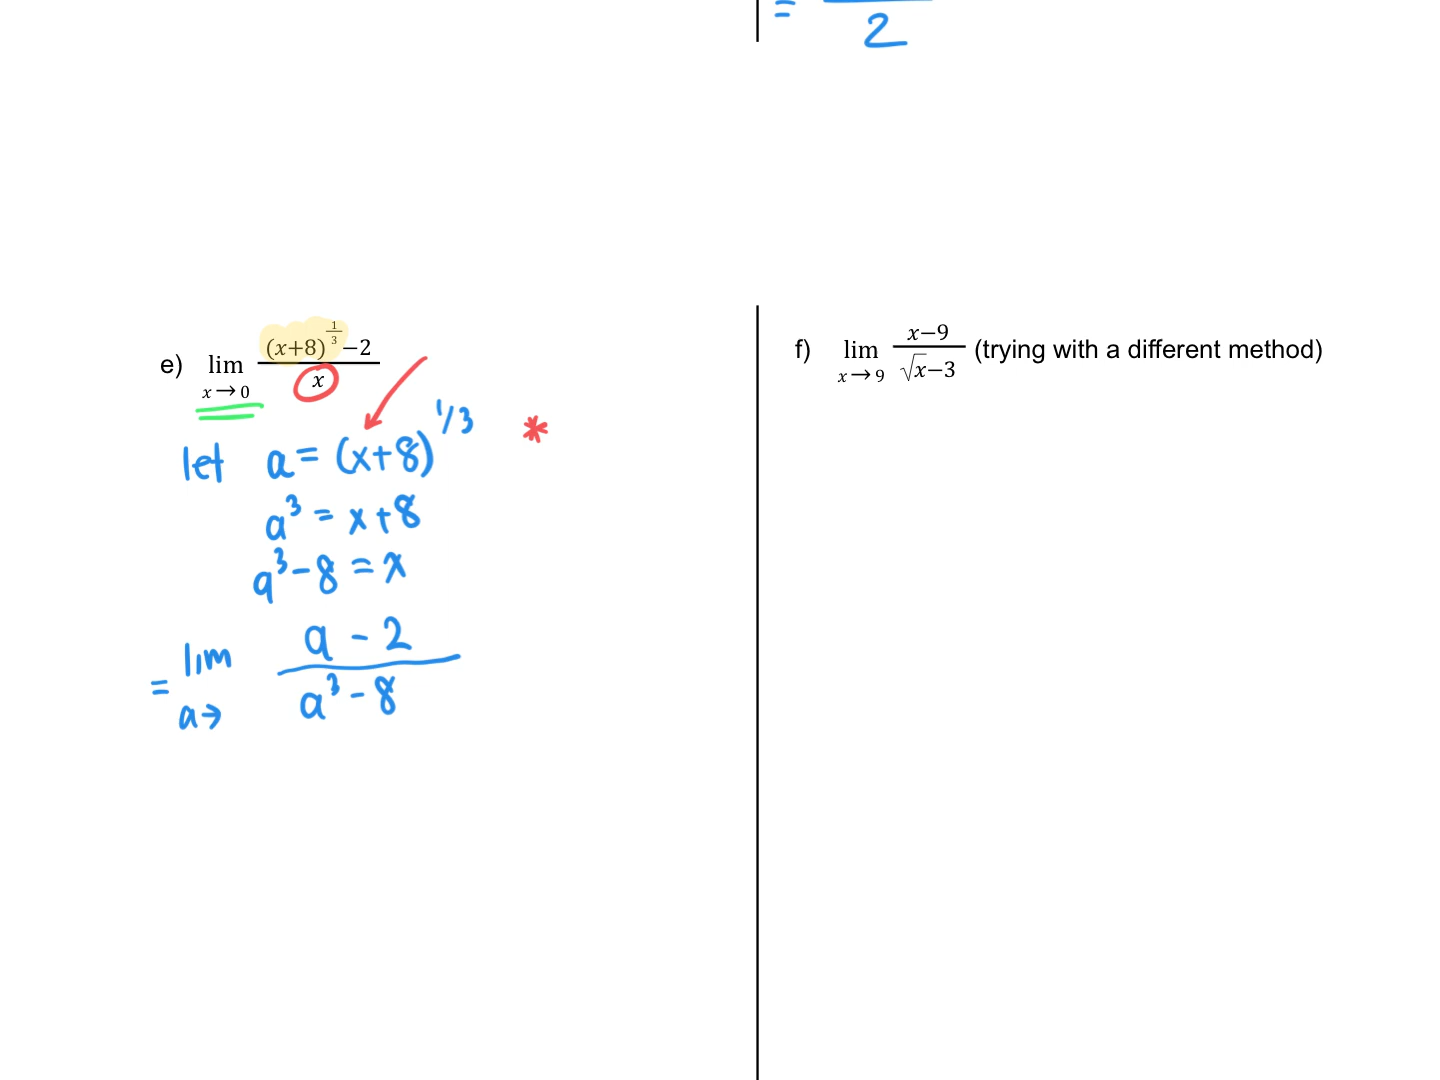 = 2
e) lim x→0 ((x+8)^(1/3) −2)/x
let a = (x+8)^1/3 *
a³ = x+8
a³-8 = x
= lim a→ (a - 2)/(a³ - 8)
f) lim x→9 (x−9)/(√x−3) (trying with a different method)